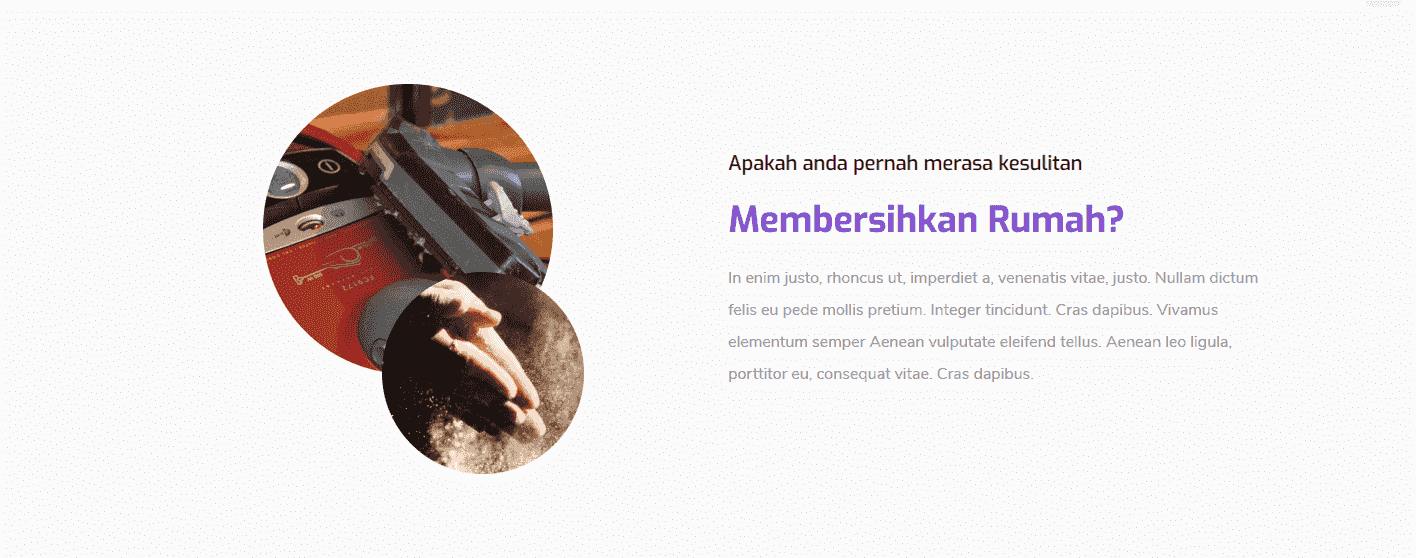 Apakah anda pernah merasa kesulitan
Membersihkan Rumah?
In enim justo, rhoncus ut, imperdiet a, venenatis vitae, justo. Nullam dictum
felis eu pede mollis pretium. Integer tincidunt. Cras dapibus. Vivamus
elementum semper Aenean vulputate eleifend tellus. Aenean leo ligula,
porttitor eu, consequat vitae. Cras dapibus.
FC9172